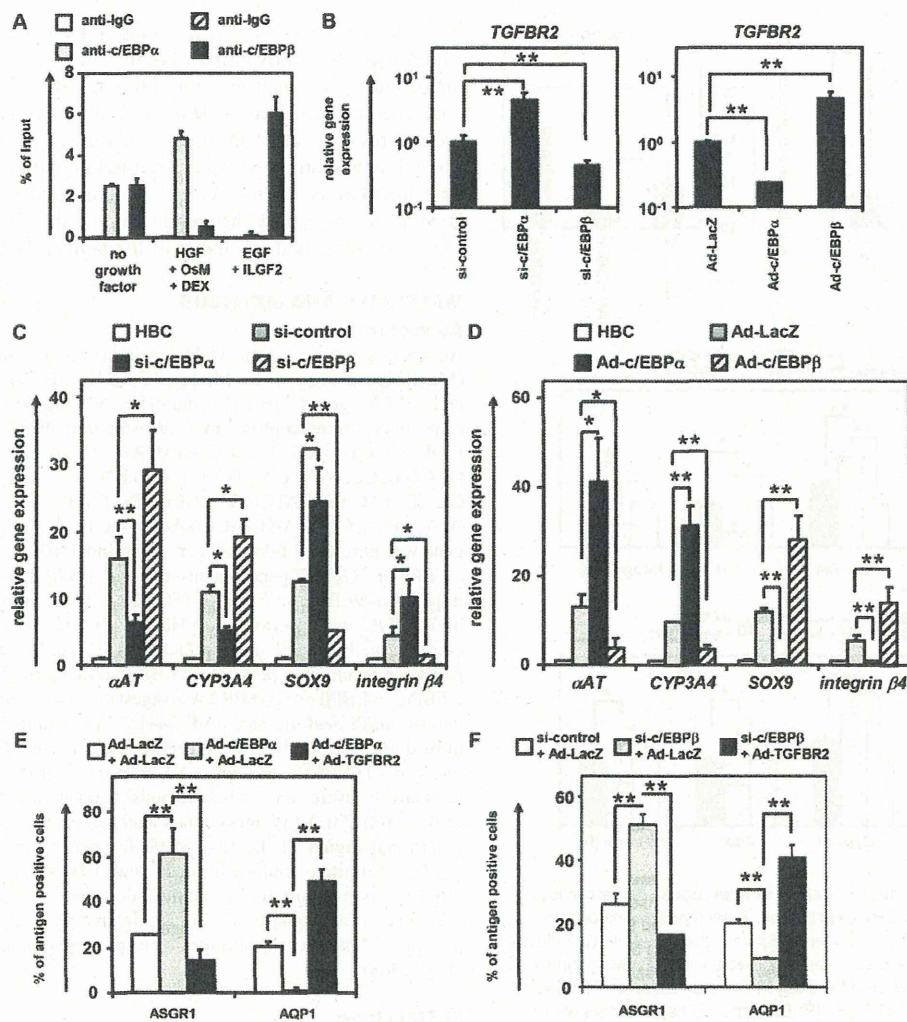 A
anti-IgG
anti-IgG
anti-c/EBPα
anti-c/EBPβ
% of Input
8
6
4
2
0
no growth factor
HGF + OsM + DEX
EGF + ILGF2
B
TGFBR2
relative gene expression
10¹
10⁰
10⁻¹
**
**
si-control
si-c/EBPα
si-c/EBPβ
TGFBR2
10¹
10⁰
10⁻¹
**
**
Ad-LacZ
Ad-c/EBPα
Ad-c/EBPβ
C
HBC
si-control
si-c/EBPα
si-c/EBPβ
relative gene expression
40
30
20
10
0
*
**
*
*
**
*
*
*
αAT
CYP3A4
SOX9
integrin β4
D
HBC
Ad-LacZ
Ad-c/EBPα
Ad-c/EBPβ
relative gene expression
60
40
20
0
*
*
**
**
**
**
**
**
αAT
CYP3A4
SOX9
integrin β4
E
Ad-LacZ + Ad-LacZ
Ad-c/EBPα + Ad-LacZ
Ad-c/EBPα + Ad-TGFBR2
% of antigen positive cells
80
60
40
20
0
**
**
**
**
ASGR1
AQP1
F
si-control + Ad-LacZ
si-c/EBPβ + Ad-LacZ
si-c/EBPβ + Ad-TGFBR2
% of antigen positive cells
60
40
20
0
**
**
**
**
ASGR1
AQP1